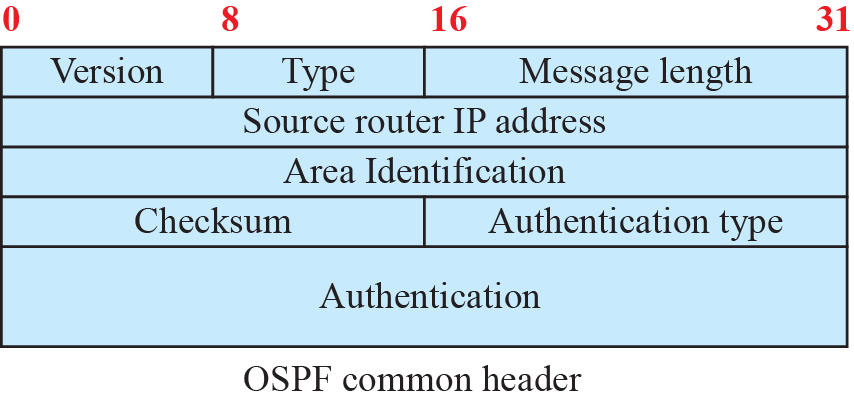 0 8 16 31
Version Type Message length
Source router IP address
Area Identification
Checksum Authentication type
Authentication
OSPF common header